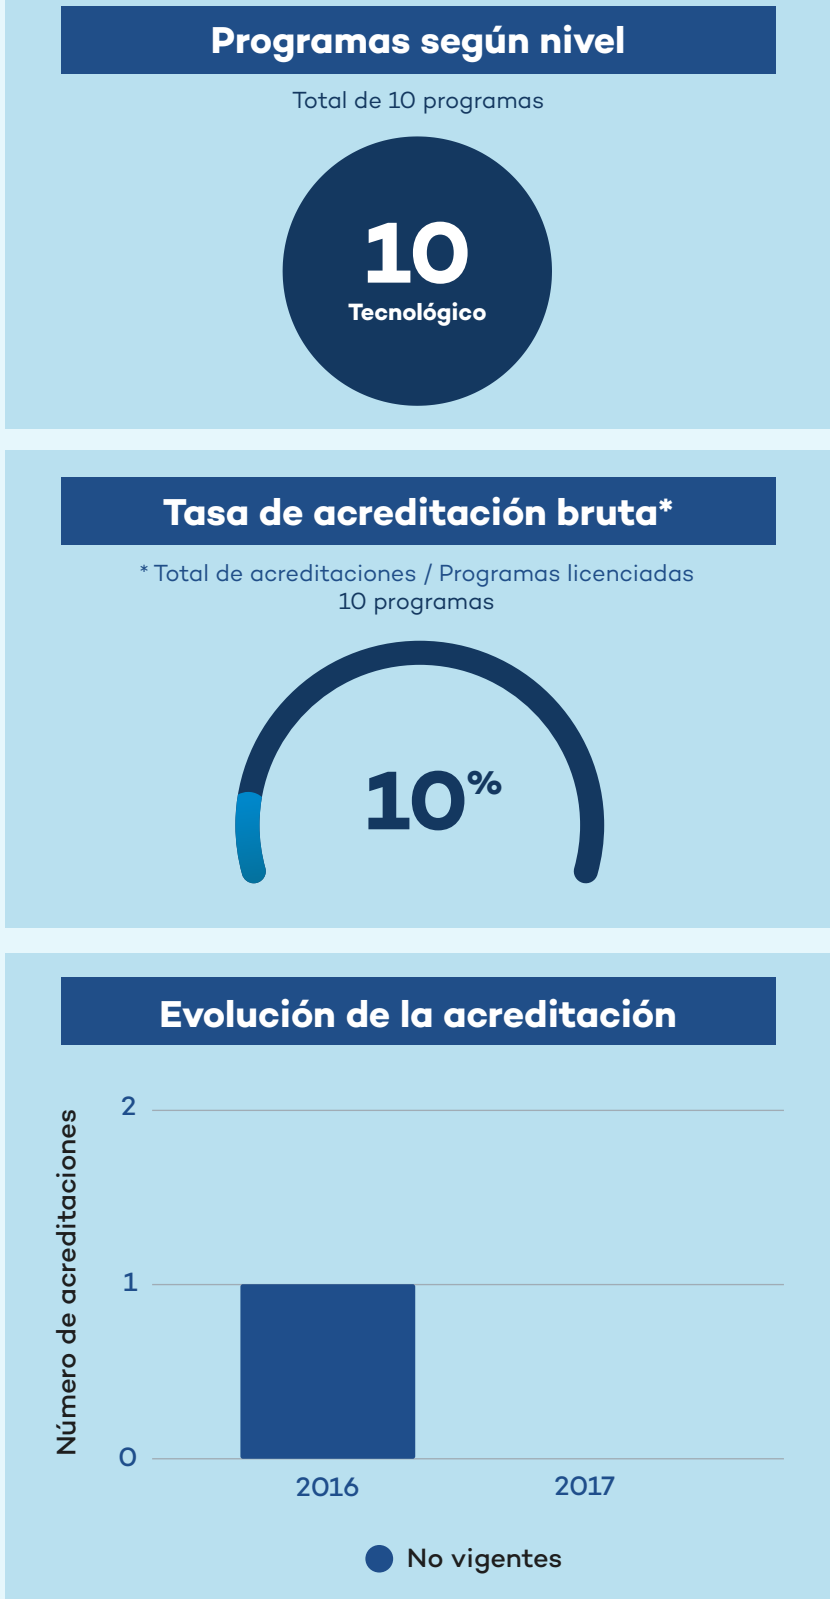 Programas según nivel
Total de 10 programas
10
Tecnológico
Tasa de acreditación bruta*
* Total de acreditaciones / Programas licenciadas
10 programas
10%
Evolución de la acreditación
Número de acreditaciones
2
1
0
2016
2017
No vigentes